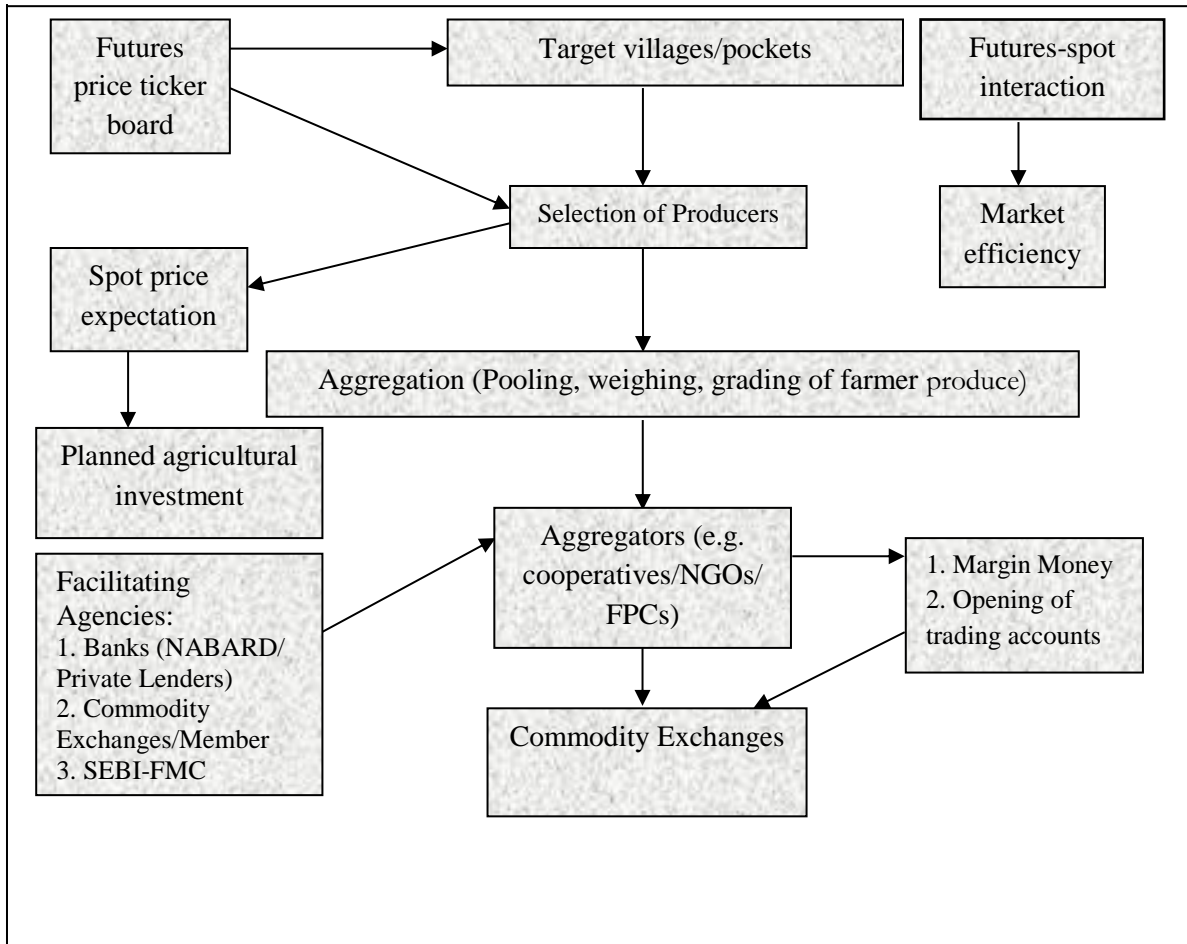 Futures
price ticker
board
Target villages/pockets
Futures-spot
interaction
Selection of Producers
Market
efficiency
Spot price
expectation
Aggregation (Pooling, weighing, grading of farmer produce)
Planned agricultural
investment
Facilitating
Agencies:
1. Banks (NABARD/
Private Lenders)
2. Commodity
Exchanges/Member
3. SEBI-FMC
Aggregators (e.g.
cooperatives/NGOs/
FPCs)
1. Margin Money
2. Opening of
trading accounts
Commodity Exchanges